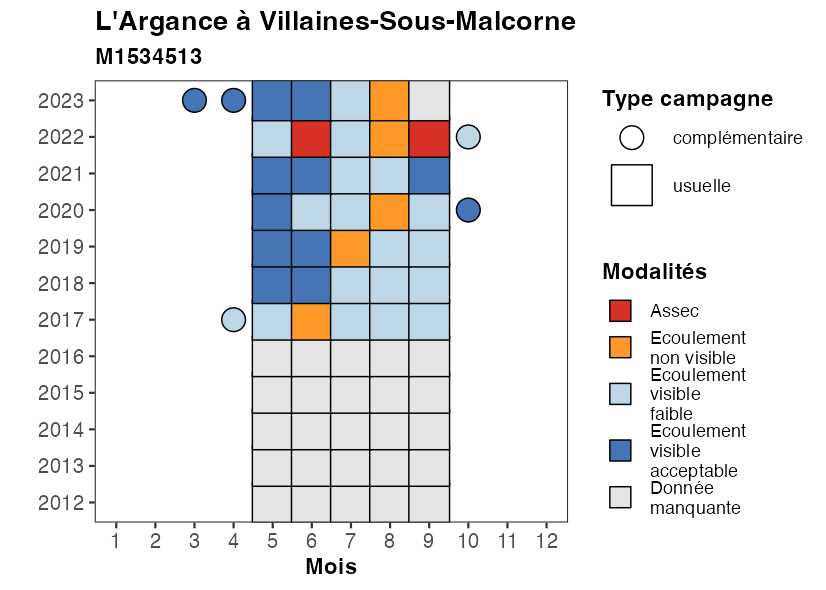 L'Argance à Villaines-Sous-Malcorne
M1534513
2023
2022
2021
2020
2019
2018
2017
2016
2015
2014
2013
2012
1 2 3 4 5 6 7 8 9 10 11 12
Mois
Type campagne
complémentaire
usuelle
Modalités
Assec
Ecoulement
non visible
Ecoulement
visible
faible
Ecoulement
visible
acceptable
Donnée
manquante